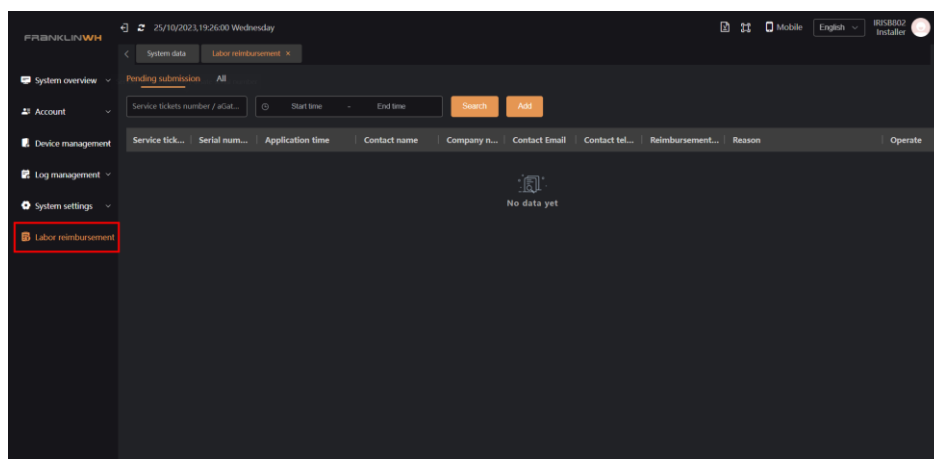 FRANKLINWH
25/10/2023,19:26:00 Wednesday
Mobile
English
IRIS8802
Installer
System data
Labor reimbursement ×
System overview
Account
Device management
Log management
System settings
Labor reimbursement
Pending submission All
Service tickets number / aGat...
Start time - End time
Search
Add
Service tick... Serial num... Application time Contact name Company n... Contact Email Contact tel... Reimbursement... Reason Operate
No data yet